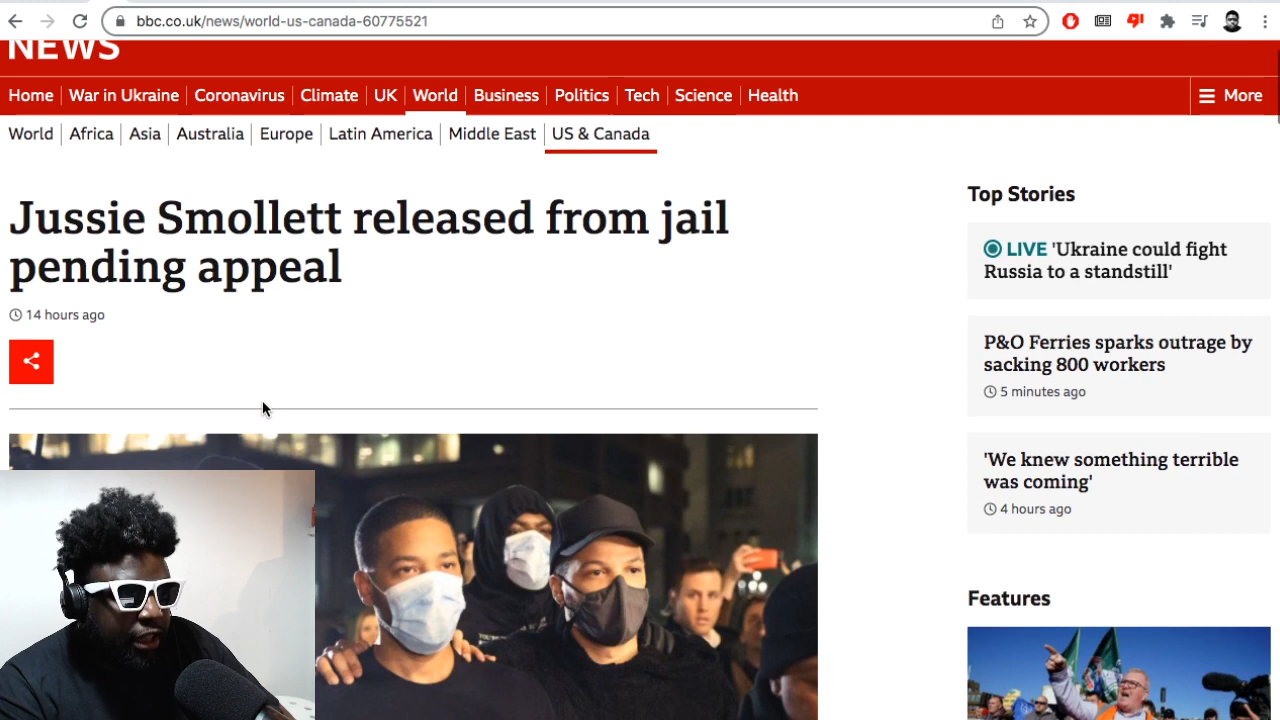 bbc.co.uk/news/world-us-canada-60775521
NEWS
Home War in Ukraine Coronavirus Climate UK World Business Politics Tech Science Health More
World Africa Asia Australia Europe Latin America Middle East US & Canada
Jussie Smollett released from jail
pending appeal
14 hours ago
Top Stories
LIVE 'Ukraine could fight
Russia to a standstill'
P&O Ferries sparks outrage by
sacking 800 workers
5 minutes ago
'We knew something terrible
was coming'
4 hours ago
Features